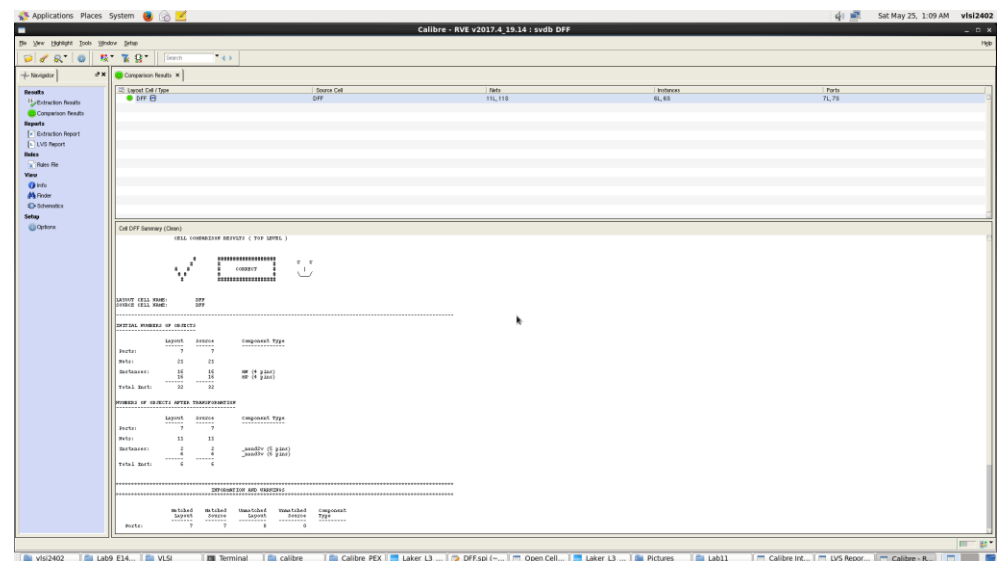 Applications Places System Sat May 25, 1:09 AM vlsi2402
Calibre - RVE v2017.4_19.14 : svdb DFF
File View Highlight Tools Window Setup Help
Search
Navigator Comparison Results
Results
Extraction Results
Comparison Results
Reports
Extraction Report
LVS Report
Rules
Rules File
View
Info
Finder
Schematics
Setup
Options
Layout Cell / Type Source Cell Nets Instances Ports
DFF DFF 11L, 11S 6L, 6S 7L, 7S
Cell DFF Summary (Clean)
CELL COMPARISON RESULTS ( TOP LEVEL )
CORRECT
LAYOUT CELL NAME: DFF
SOURCE CELL NAME: DFF
INITIAL NUMBERS OF OBJECTS
Layout Source Component Type
Ports: 7 7
Nets: 21 21
Instances: 16 16 MN (4 pins)
16 16 MP (4 pins)
Total Inst: 32 32
NUMBERS OF OBJECTS AFTER TRANSFORMATION
Layout Source Component Type
Ports: 7 7
Nets: 11 11
Instances: 2 2 _nand2v (5 pins)
4 4 _nand3v (6 pins)
Total Inst: 6 6
INFORMATION AND WARNINGS
Matched Matched Unmatched Unmatched Component
Layout Source Layout Source Type
Ports: 7 7 0 0
vlsi2402 Lab9_E14... VLSI Terminal calibre Calibre PEX Laker L3 ... DFF.spi (~... Open Cell... Laker L3 ... Pictures Lab11 Calibre Int... LVS Repor... Calibre - R...